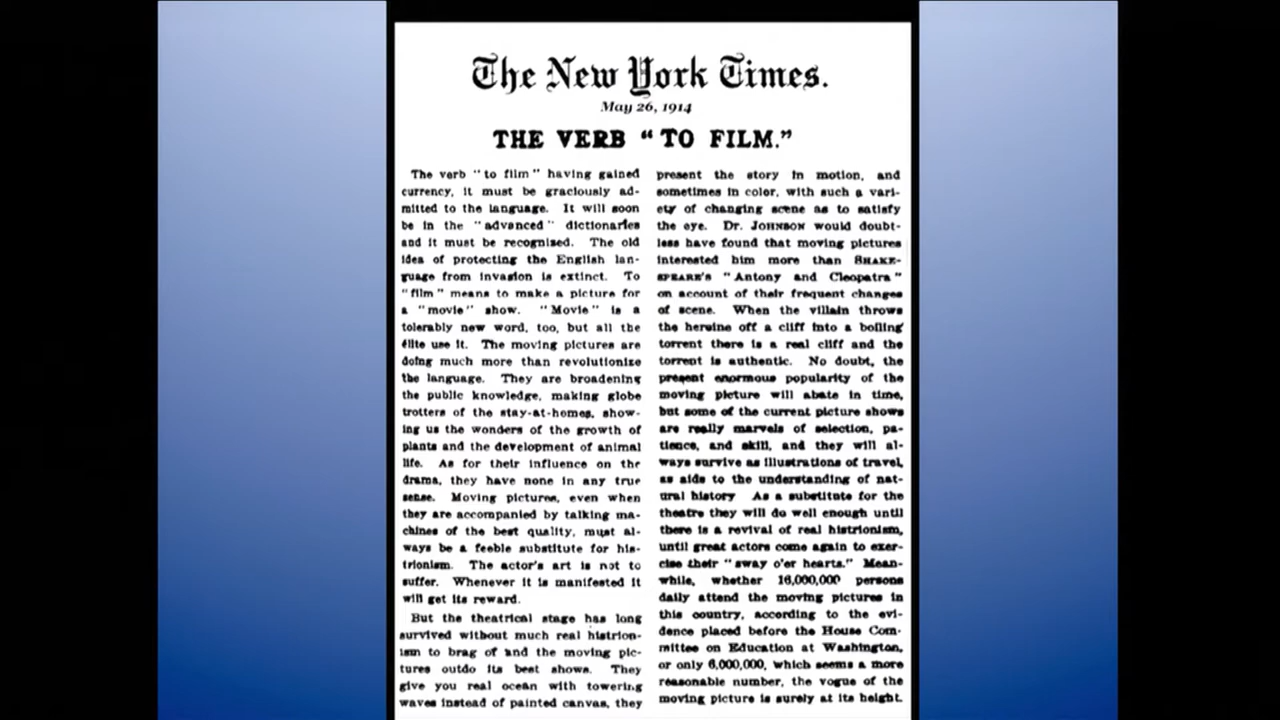 The New York Times.
May 26, 1914
THE VERB “TO FILM.”
The verb “to film” having gained
currency, it must be graciously ad-
mitted to the language. It will soon
be in the “advanced” dictionaries
and it must be recognized. The old
idea of protecting the English lan-
guage from invasion is extinct. To
“film” means to make a picture for
a “movie” show. “Movie” is a
tolerably new word, too, but all the
élite use it. The moving pictures are
doing much more than revolutionize
the language. They are broadening
the public knowledge, making globe
trotters of the stay-at-homes, show-
ing us the wonders of the growth of
plants and the development of animal
life. As for their influence on the
drama, they have none in any true
sense. Moving pictures, even when
they are accompanied by talking ma-
chines of the best quality, must al-
ways be a feeble substitute for his-
trionism. The actor's art is not to
suffer. Whenever it is manifested it
will get its reward.
But the theatrical stage has long
survived without much real histrion-
ism to brag of and the moving pic-
tures outdo its best shows. They
give you real ocean with towering
waves instead of painted canvas, they
present the story in motion, and
sometimes in color, with such a vari-
ety of changing scene as to satisfy
the eye. Dr. JOHNSON would doubt-
less have found that moving pictures
interested him more than SHAKE-
SPEARE'S “Antony and Cleopatra”
on account of their frequent changes
of scene. When the villain throws
the heroine off a cliff into a boiling
torrent there is a real cliff and the
torrent is authentic. No doubt, the
present enormous popularity of the
moving picture will abate in time,
but some of the current picture shows
are really marvels of selection, pa-
tience, and skill, and they will al-
ways survive as illustrations of travel,
as aids to the understanding of nat-
ural history As a substitute for the
theatre they will do well enough until
there is a revival of real histrionism,
until great actors come again to exer-
cise their “sway o'er hearts.” Mean-
while, whether 16,000,000 persons
daily attend the moving pictures in
this country, according to the evi-
dence placed before the House Com-
mittee on Education at Washington,
or only 6,000,000, which seems a more
reasonable number, the vogue of the
moving picture is surely at its height.